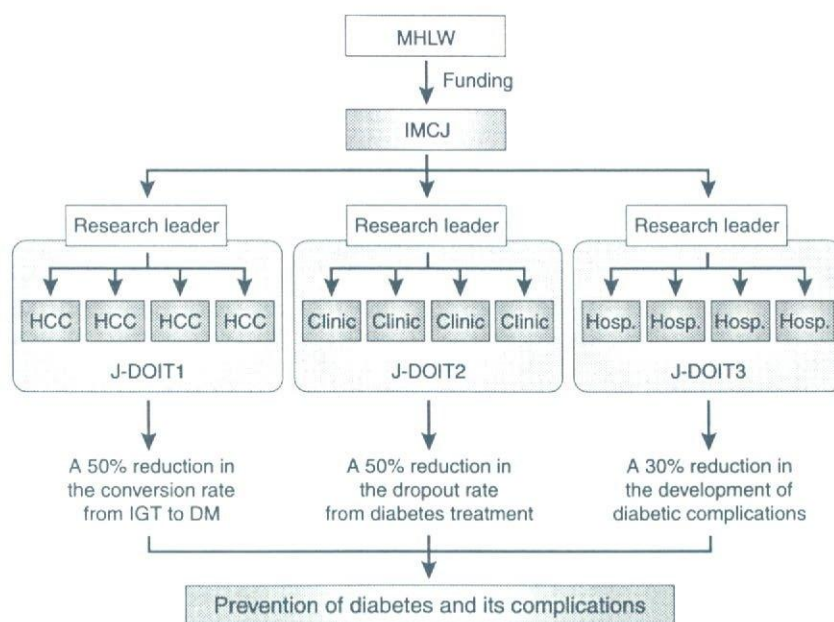 MHLW
Funding
IMCJ
Research leader
Research leader
Research leader
HCC HCC HCC HCC
Clinic Clinic Clinic Clinic
Hosp. Hosp. Hosp. Hosp.
J-DOIT1
J-DOIT2
J-DOIT3
A 50% reduction in
the conversion rate
from IGT to DM
A 50% reduction in
the dropout rate
from diabetes treatment
A 30% reduction in
the development of
diabetic complications
Prevention of diabetes and its complications